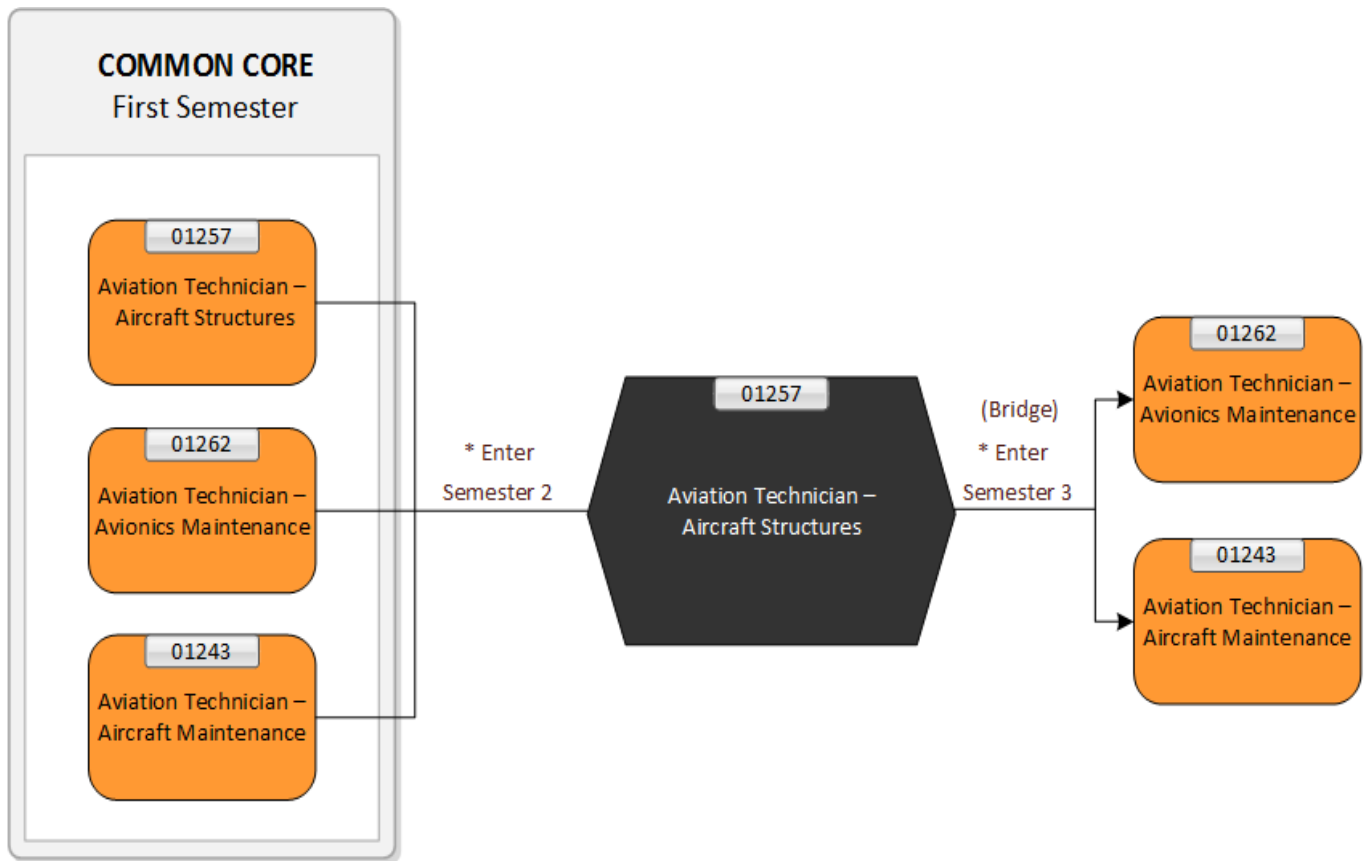 COMMON CORE
First Semester
01257
Aviation Technician –
Aircraft Structures
01262
Aviation Technician –
Avionics Maintenance
01243
Aviation Technician –
Aircraft Maintenance
* Enter
Semester 2
01257
Aviation Technician –
Aircraft Structures
(Bridge)
* Enter
Semester 3
01262
Aviation Technician –
Avionics Maintenance
01243
Aviation Technician –
Aircraft Maintenance